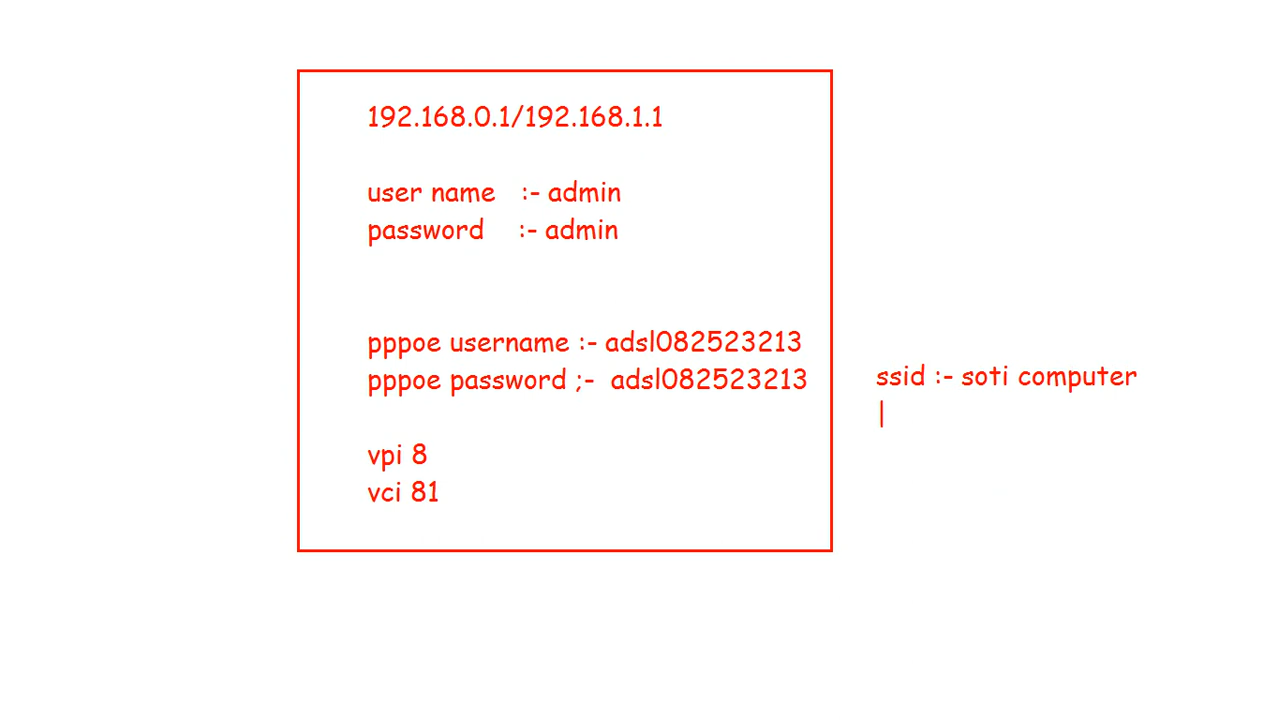 192.168.0.1/192.168.1.1
user name :- admin
password :- admin
pppoe username :- adsl082523213
pppoe password ;- adsl082523213
vpi 8
vci 81
ssid :- soti computer